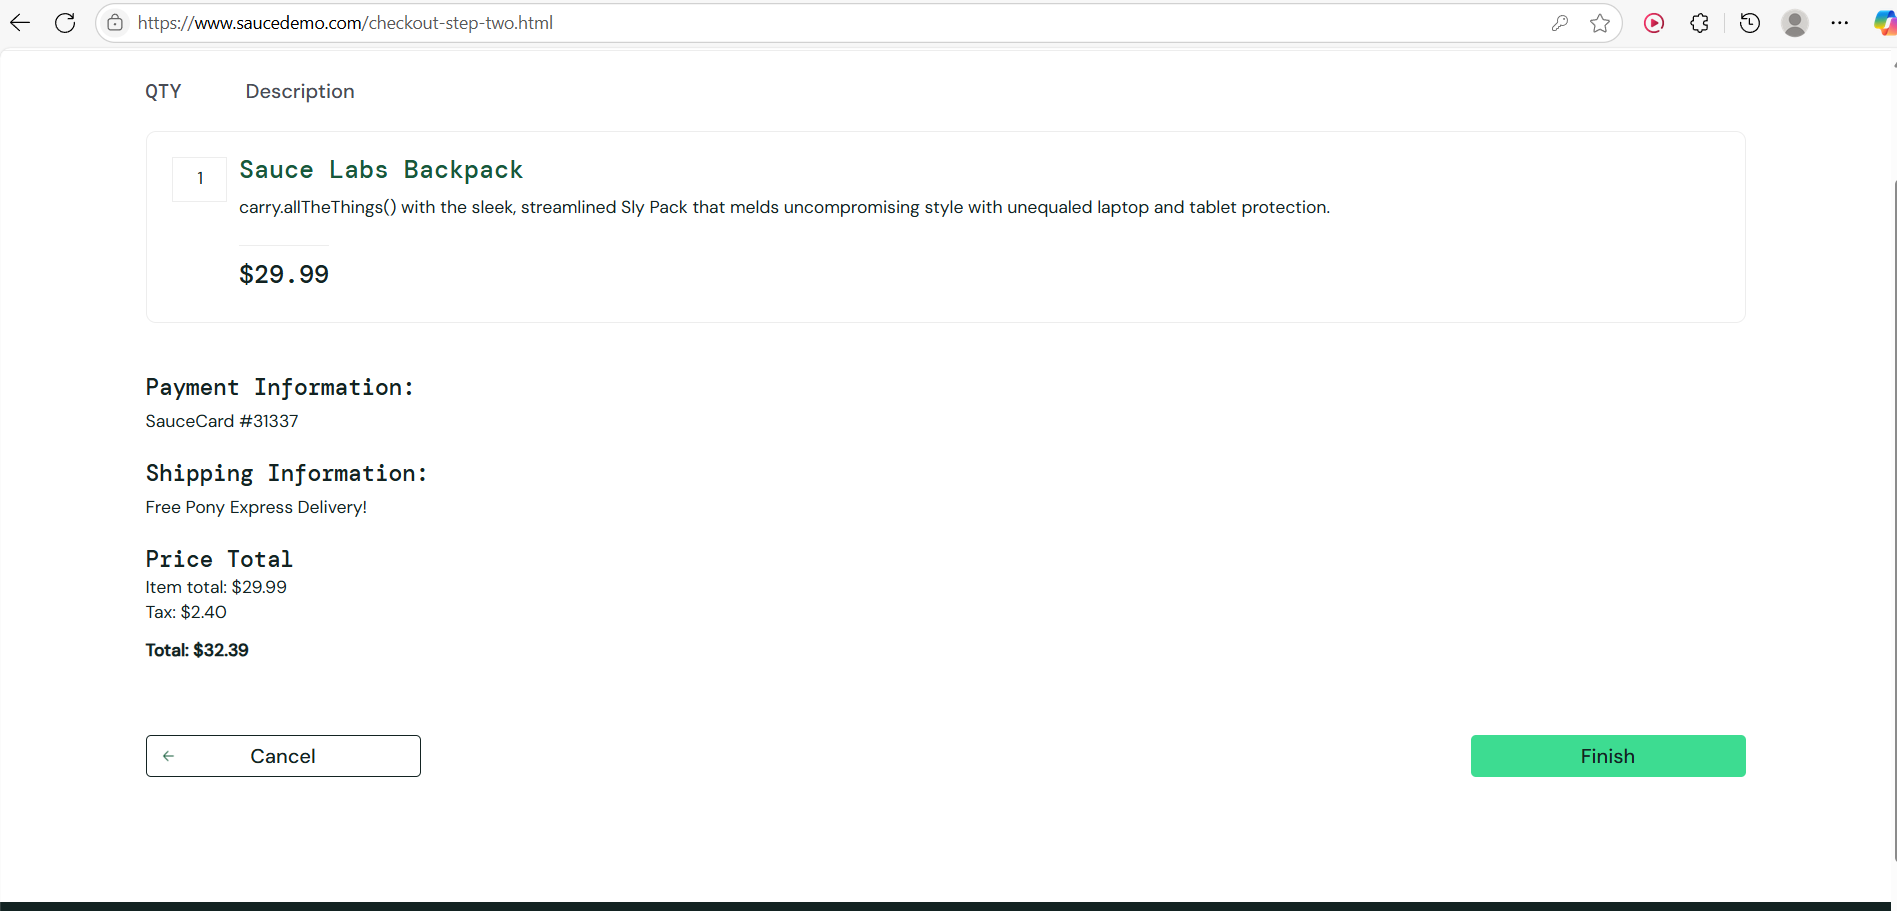 https://www.saucedemo.com/checkout-step-two.html
QTY Description
1
Sauce Labs Backpack
carry.allTheThings() with the sleek, streamlined Sly Pack that melds uncompromising style with unequaled laptop and tablet protection.
$29.99
Payment Information:
SauceCard #31337
Shipping Information:
Free Pony Express Delivery!
Price Total
Item total: $29.99
Tax: $2.40
Total: $32.39
Cancel
Finish